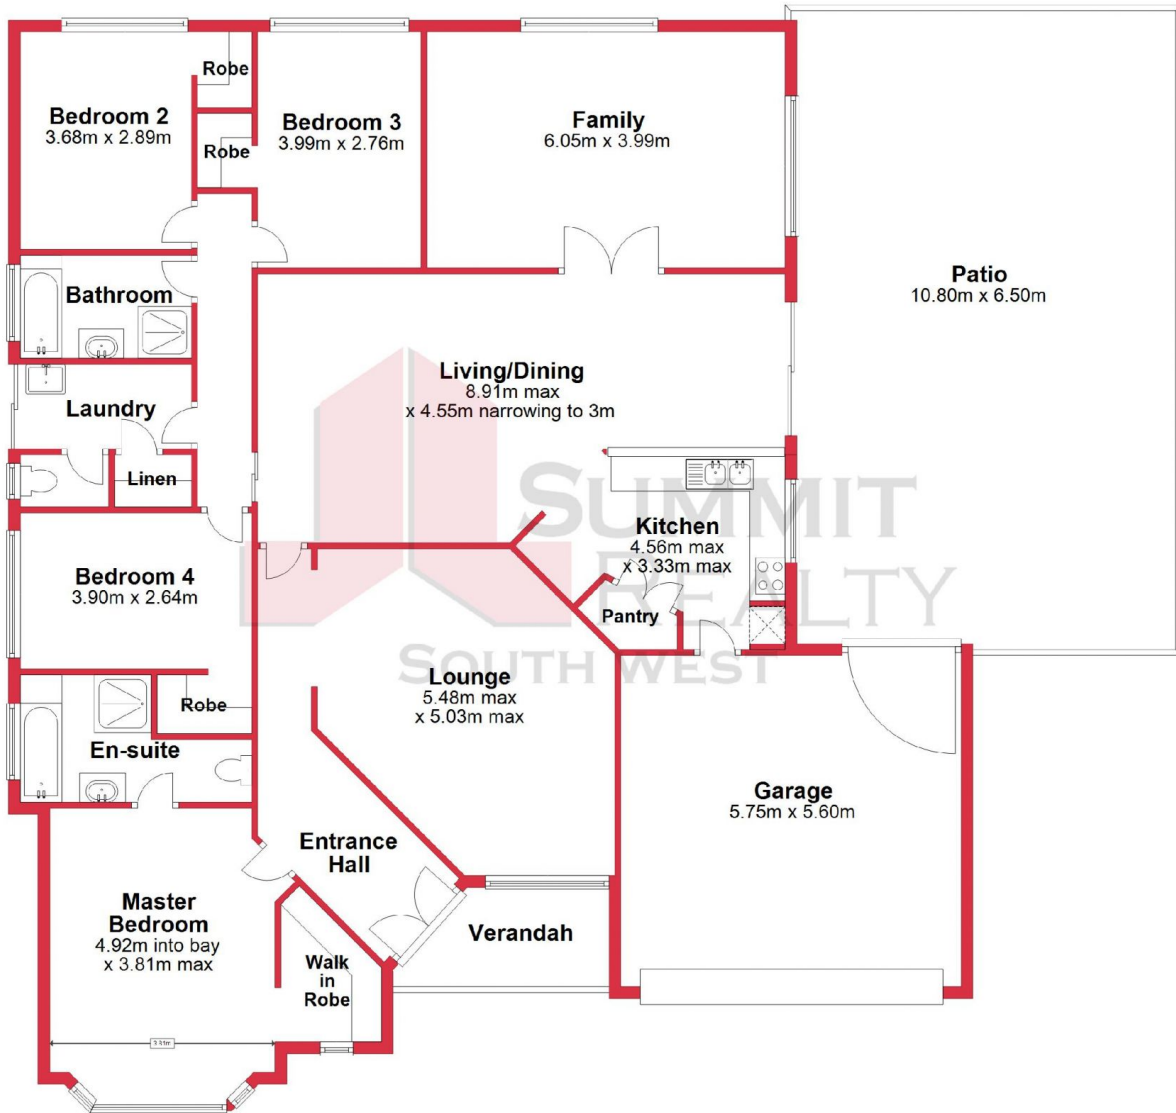 Robe
Bedroom 2
3.68m x 2.89m
Bedroom 3
3.99m x 2.76m
Robe
Family
6.05m x 3.99m
Patio
10.80m x 6.50m
Bathroom
Living/Dining
8.91m max
x 4.55m narrowing to 3m
Laundry
Linen
SUMMIT
REALTY
SOUTH WEST
Kitchen
4.56m max
x 3.33m max
Pantry
Bedroom 4
3.90m x 2.64m
Robe
Lounge
5.48m max
x 5.03m max
En-suite
Garage
5.75m x 5.60m
Entrance
Hall
Master
Bedroom
4.92m into bay
x 3.81m max
Verandah
Walk
in
Robe